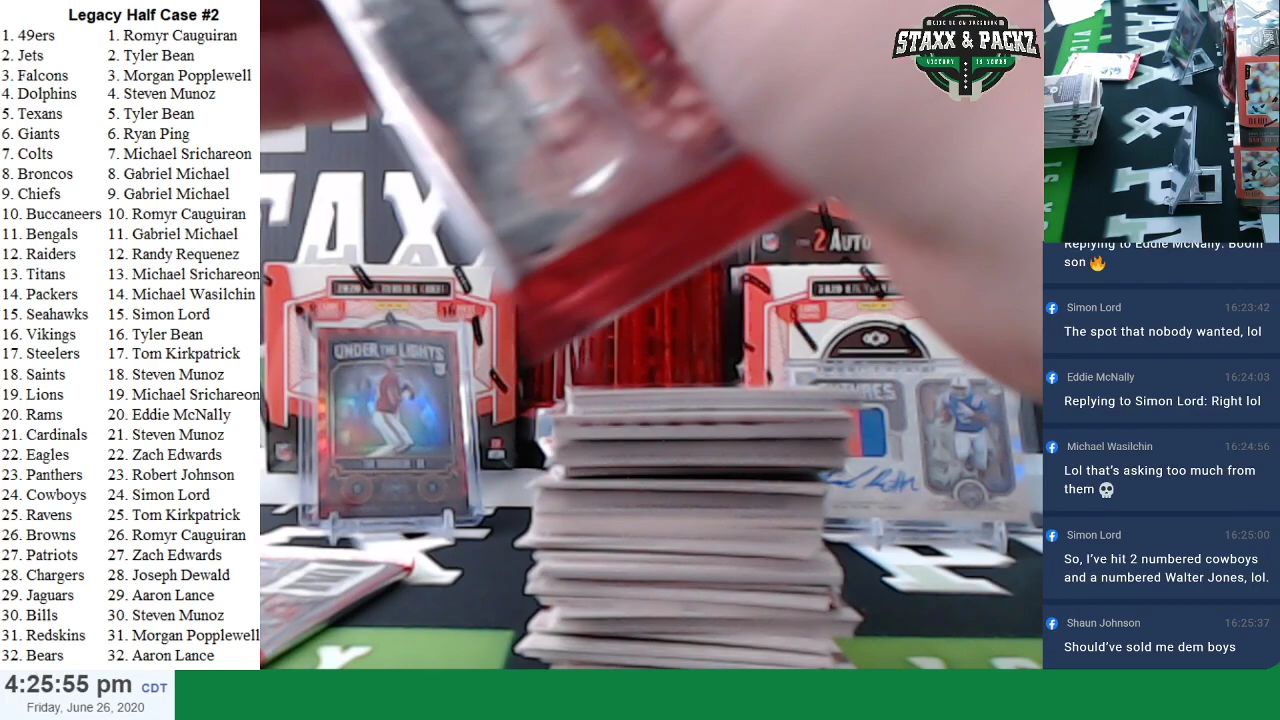 Legacy Half Case #2
1. 49ers 1. Romyr Cauguiran
2. Jets 2. Tyler Bean
3. Falcons 3. Morgan Popplewell
4. Dolphins 4. Steven Munoz
5. Texans 5. Tyler Bean
6. Giants 6. Ryan Ping
7. Colts 7. Michael Srichareon
8. Broncos 8. Gabriel Michael
9. Chiefs 9. Gabriel Michael
10. Buccaneers 10. Romyr Cauguiran
11. Bengals 11. Gabriel Michael
12. Raiders 12. Randy Requenez
13. Titans 13. Michael Srichareon
14. Packers 14. Michael Wasilchin
15. Seahawks 15. Simon Lord
16. Vikings 16. Tyler Bean
17. Steelers 17. Tom Kirkpatrick
18. Saints 18. Steven Munoz
19. Lions 19. Michael Srichareon
20. Rams 20. Eddie McNally
21. Cardinals 21. Steven Munoz
22. Eagles 22. Zach Edwards
23. Panthers 23. Robert Johnson
24. Cowboys 24. Simon Lord
25. Ravens 25. Tom Kirkpatrick
26. Browns 26. Romyr Cauguiran
27. Patriots 27. Zach Edwards
28. Chargers 28. Joseph Dewald
29. Jaguars 29. Aaron Lance
30. Bills 30. Steven Munoz
31. Redskins 31. Morgan Popplewell
32. Bears 32. Aaron Lance
4:25:55 pm CDT
Friday, June 26, 2020
STAXX & PACKZ
VICTORY IS YOURS
- 2 AUTO
UNDER THE LIGHTS
Replying to Eddie McNally: Boom
son 🔥
Simon Lord 16:23:42
The spot that nobody wanted, lol
Eddie McNally 16:24:03
Replying to Simon Lord: Right lol
Michael Wasilchin 16:24:56
Lol that's asking too much from
them 💀
Simon Lord 16:25:00
So, I've hit 2 numbered cowboys
and a numbered Walter Jones, lol.
Shaun Johnson 16:25:37
Should've sold me dem boys